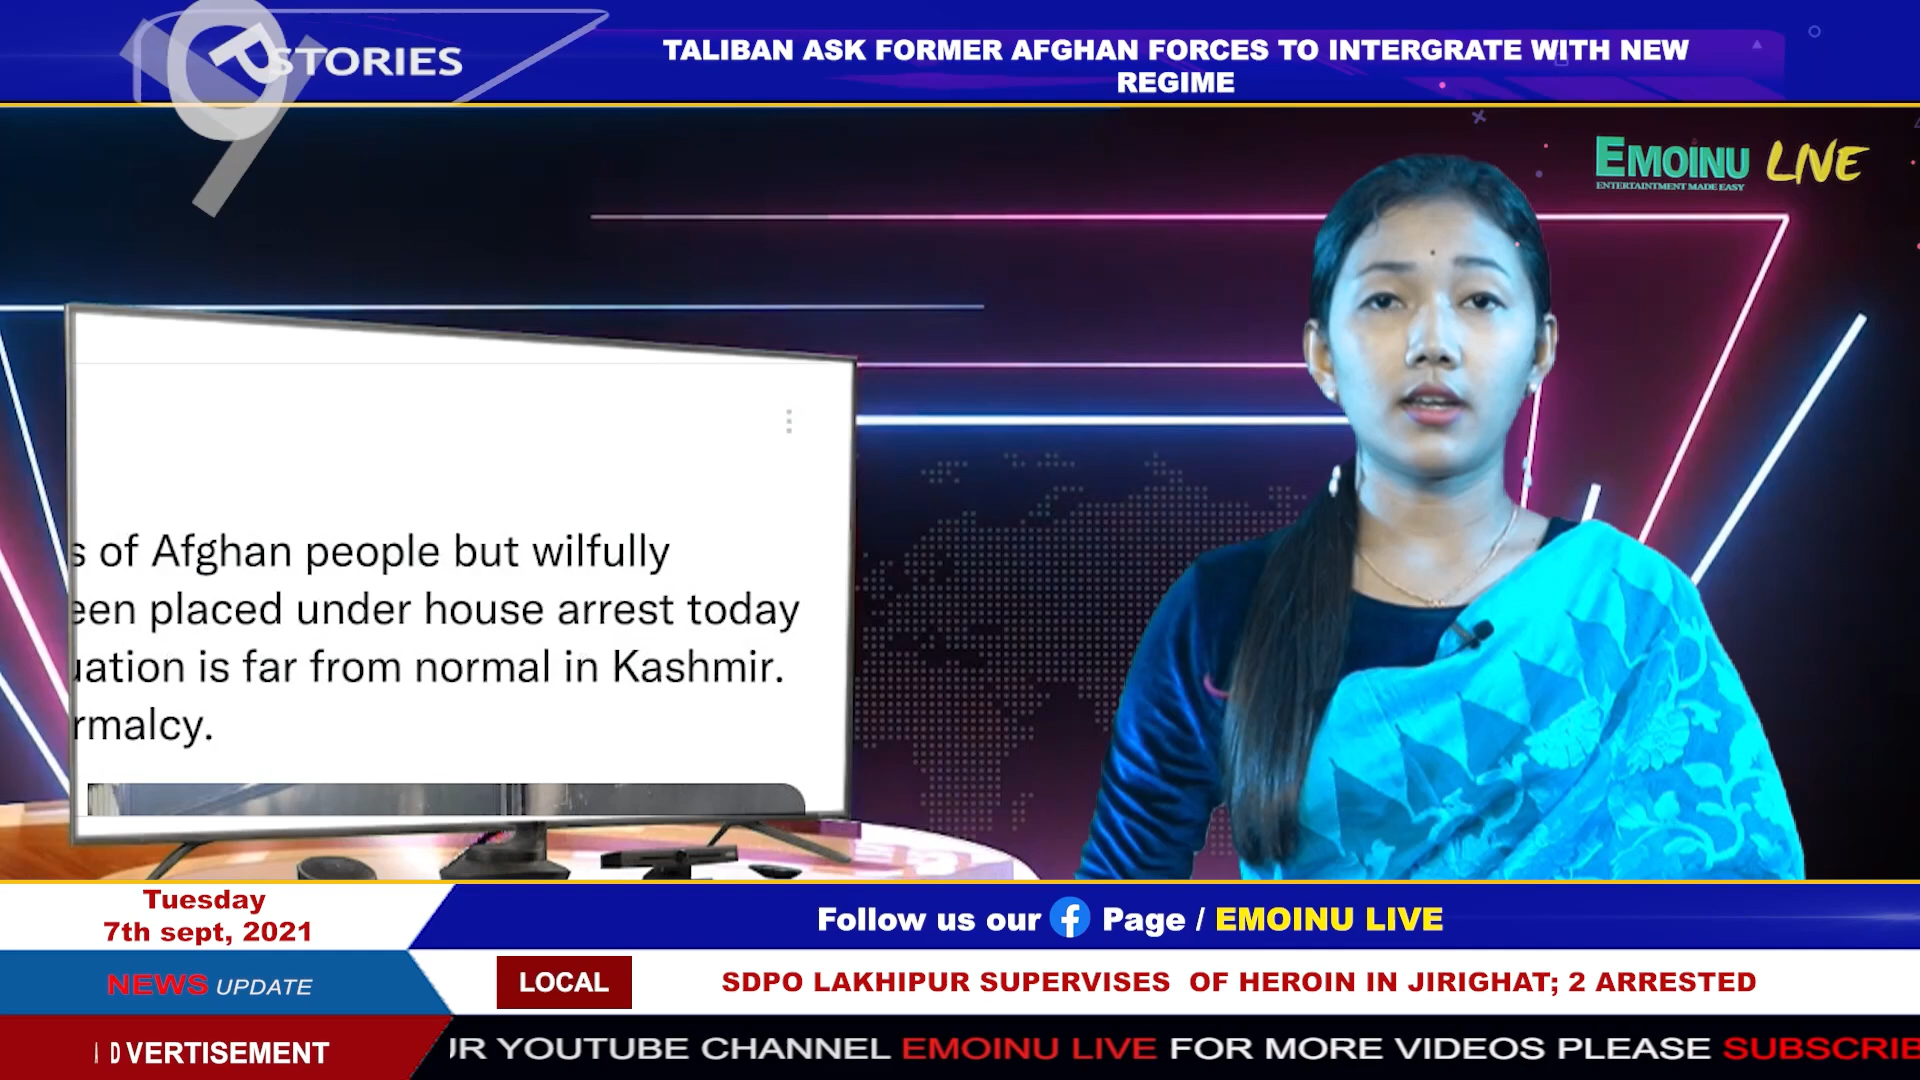 STORIES
TALIBAN ASK FORMER AFGHAN FORCES TO INTERGRATE WITH NEW
REGIME
EMOINU LIVE
ENTERTAINTMENT MADE EASY
s of Afghan people but wilfully
een placed under house arrest today
uation is far from normal in Kashmir.
rmalcy.
Tuesday
7th sept, 2021
Follow us our Page / EMOINU LIVE
NEWS UPDATE
LOCAL
SDPO LAKHIPUR SUPERVISES OF HEROIN IN JIRIGHAT; 2 ARRESTED
ADVERTISEMENT
UR YOUTUBE CHANNEL EMOINU LIVE FOR MORE VIDEOS PLEASE SUBSCRIB